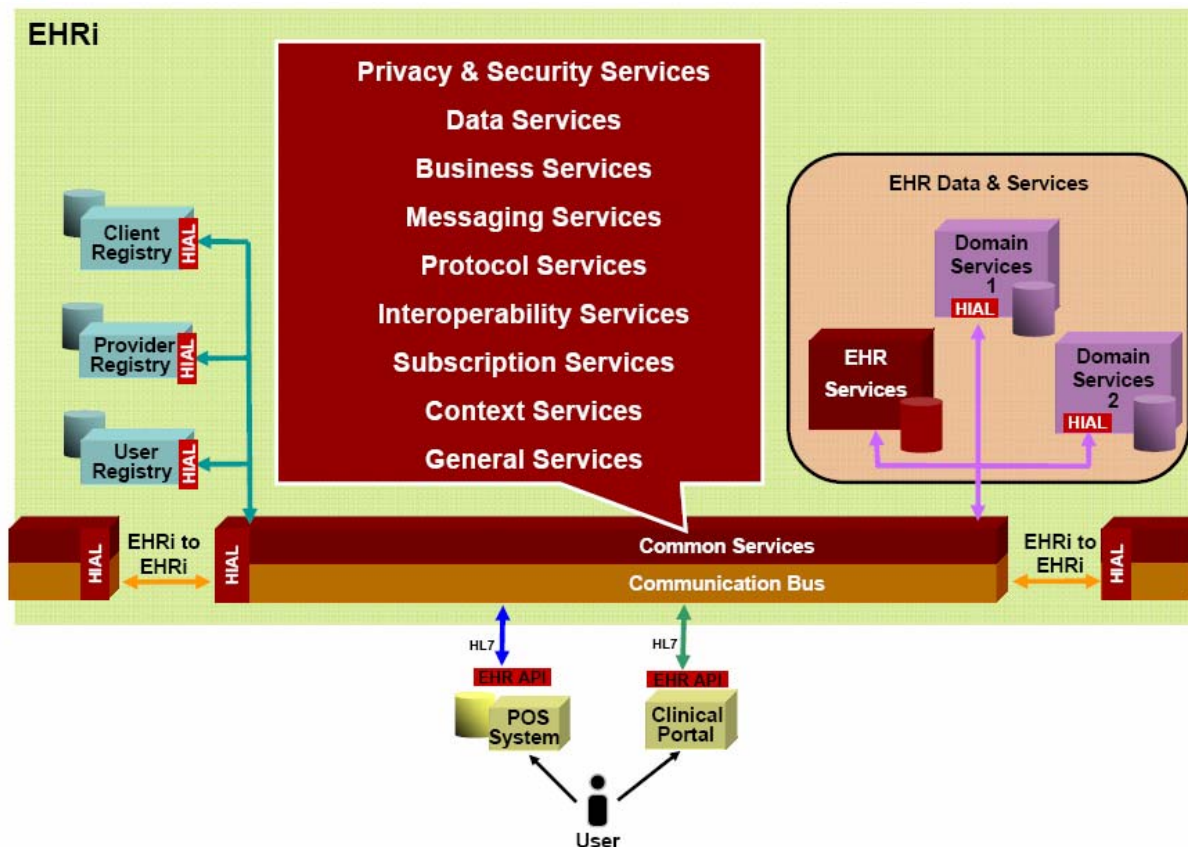 EHRi
Privacy & Security Services
Data Services
Business Services
Messaging Services
Protocol Services
Interoperability Services
Subscription Services
Context Services
General Services
Client
Registry
HIAL
Provider
Registry
HIAL
User
Registry
HIAL
EHR Data & Services
Domain
Services
1
HIAL
EHR
Services
Domain
Services
2
HIAL
HIAL
EHRi to
EHRi
HIAL
Common Services
Communication Bus
EHRi to
EHRi
HIAL
HL7
HL7
EHR API
EHR API
POS
System
Clinical
Portal
User